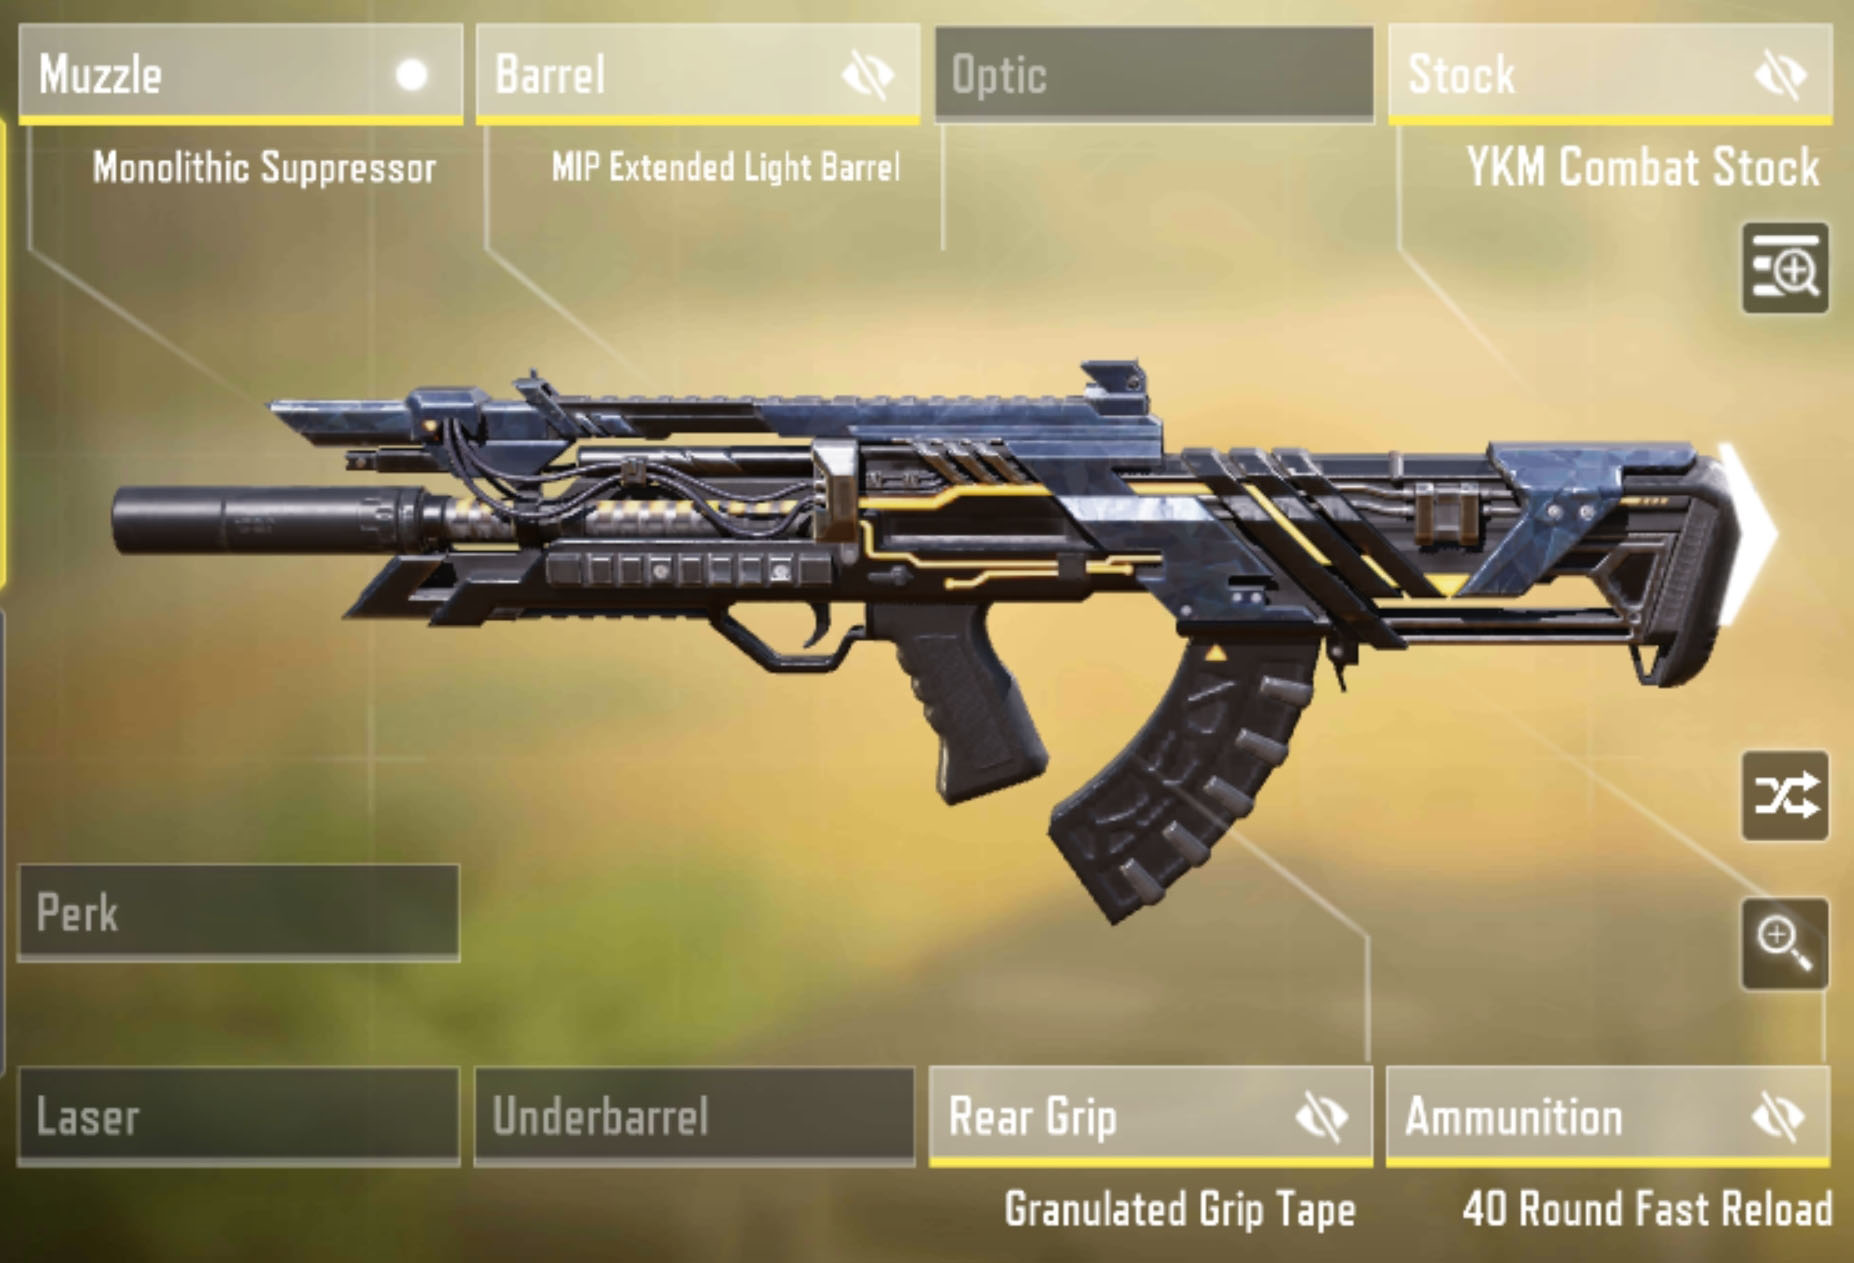 Muzzle
Barrel
Optic
Stock
Monolithic Suppressor
MIP Extended Light Barrel
YKM Combat Stock
Perk
Laser
Underbarrel
Rear Grip
Ammunition
Granulated Grip Tape
40 Round Fast Reload